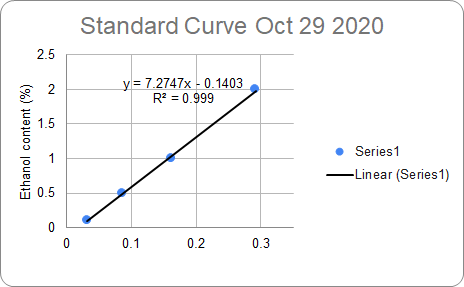 Standard Curve Oct 29 2020
2.5
2
1.5
1
0.5
0
Ethanol content (%)
y = 7.2747x - 0.1403
R² = 0.999
0 0.1 0.2 0.3
Series1
Linear (Series1)